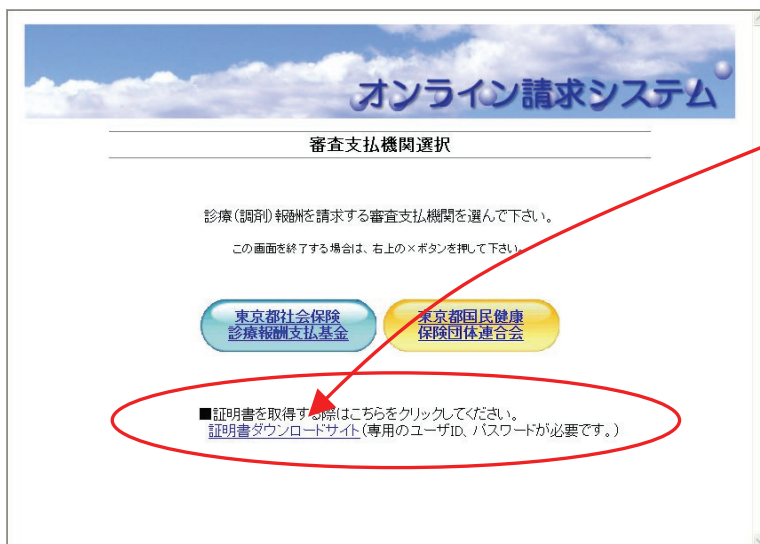 オンライン請求システム
審査支払機関選択
診療(調剤)報酬を請求する審査支払機関を選んで下さい。
この画面を終了する場合は、右上の×ボタンを押して下さい。
東京都社会保険
診療報酬支払基金
東京都国民健康
保険団体連合会
■証明書を取得する際はこちらをクリックしてください。
証明書ダウンロードサイト(専用のユーザID、パスワードが必要です。)